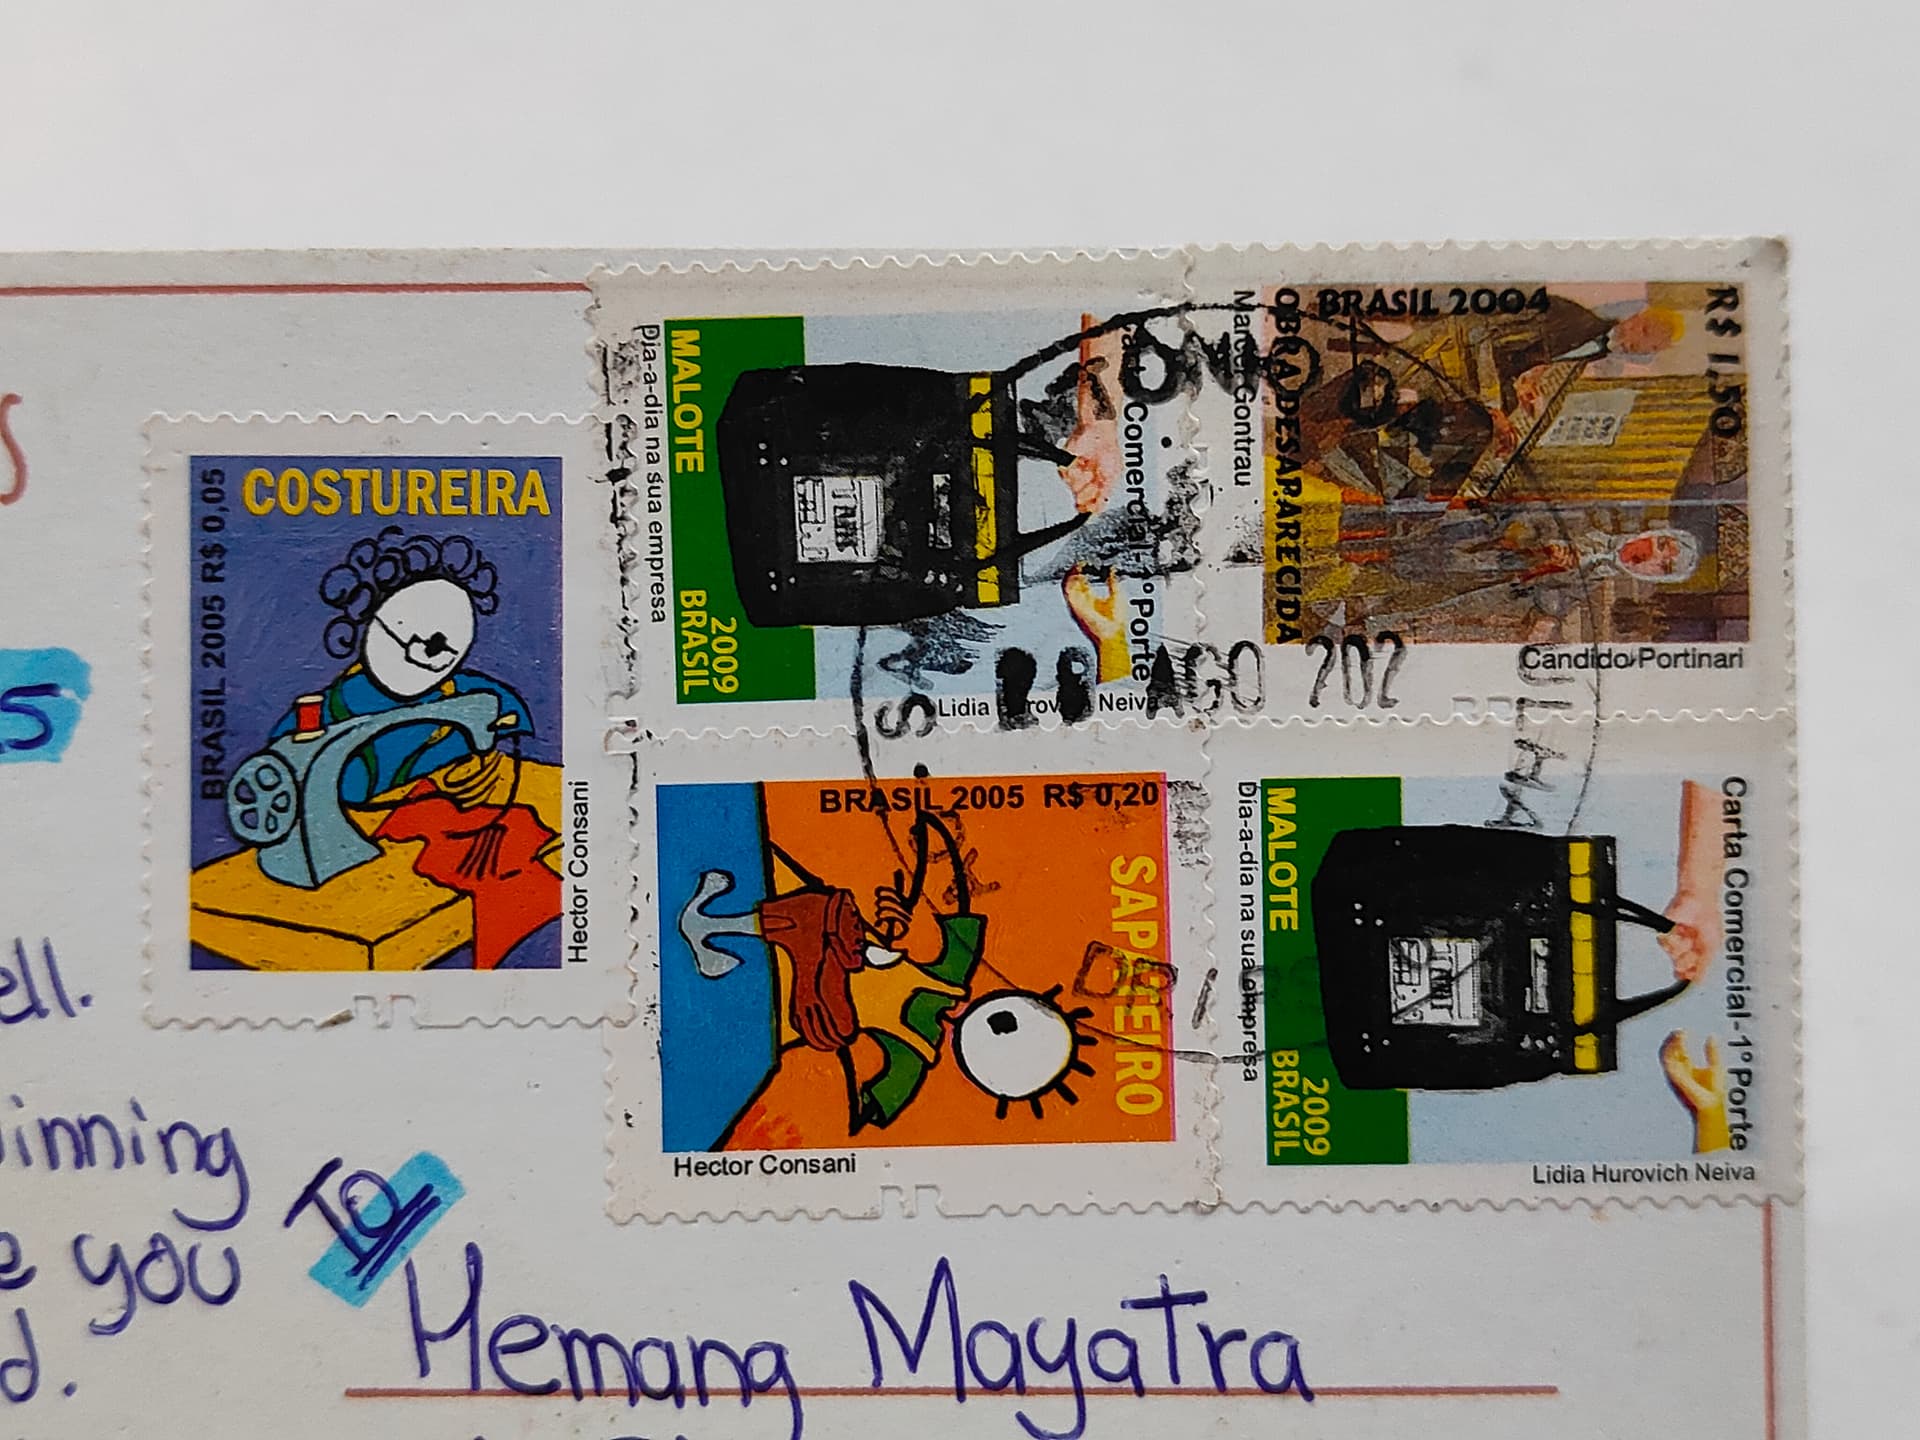 COSTUREIRA
BRASIL 2005 R$ 0,05
Hector Consani
MALOTE
Dia-a-dia na sua empresa
2009
BRASIL
Carta Comercial-1º Porte
Lidia Hurovich Neiva
BRASIL 2004
R$ 1,50
OBRA DESAPARECIDA
Marcel Gontrau
Candido Portinari
AGO 202
BRASIL 2005 R$ 0,20
SAPATEIRO
Hector Consani
MALOTE
Dia-a-dia na sua empresa
2009
BRASIL
Carta Comercial-1º Porte
Lidia Hurovich Neiva
ell.
inning
you
d.
TO
Hemang Mayatra